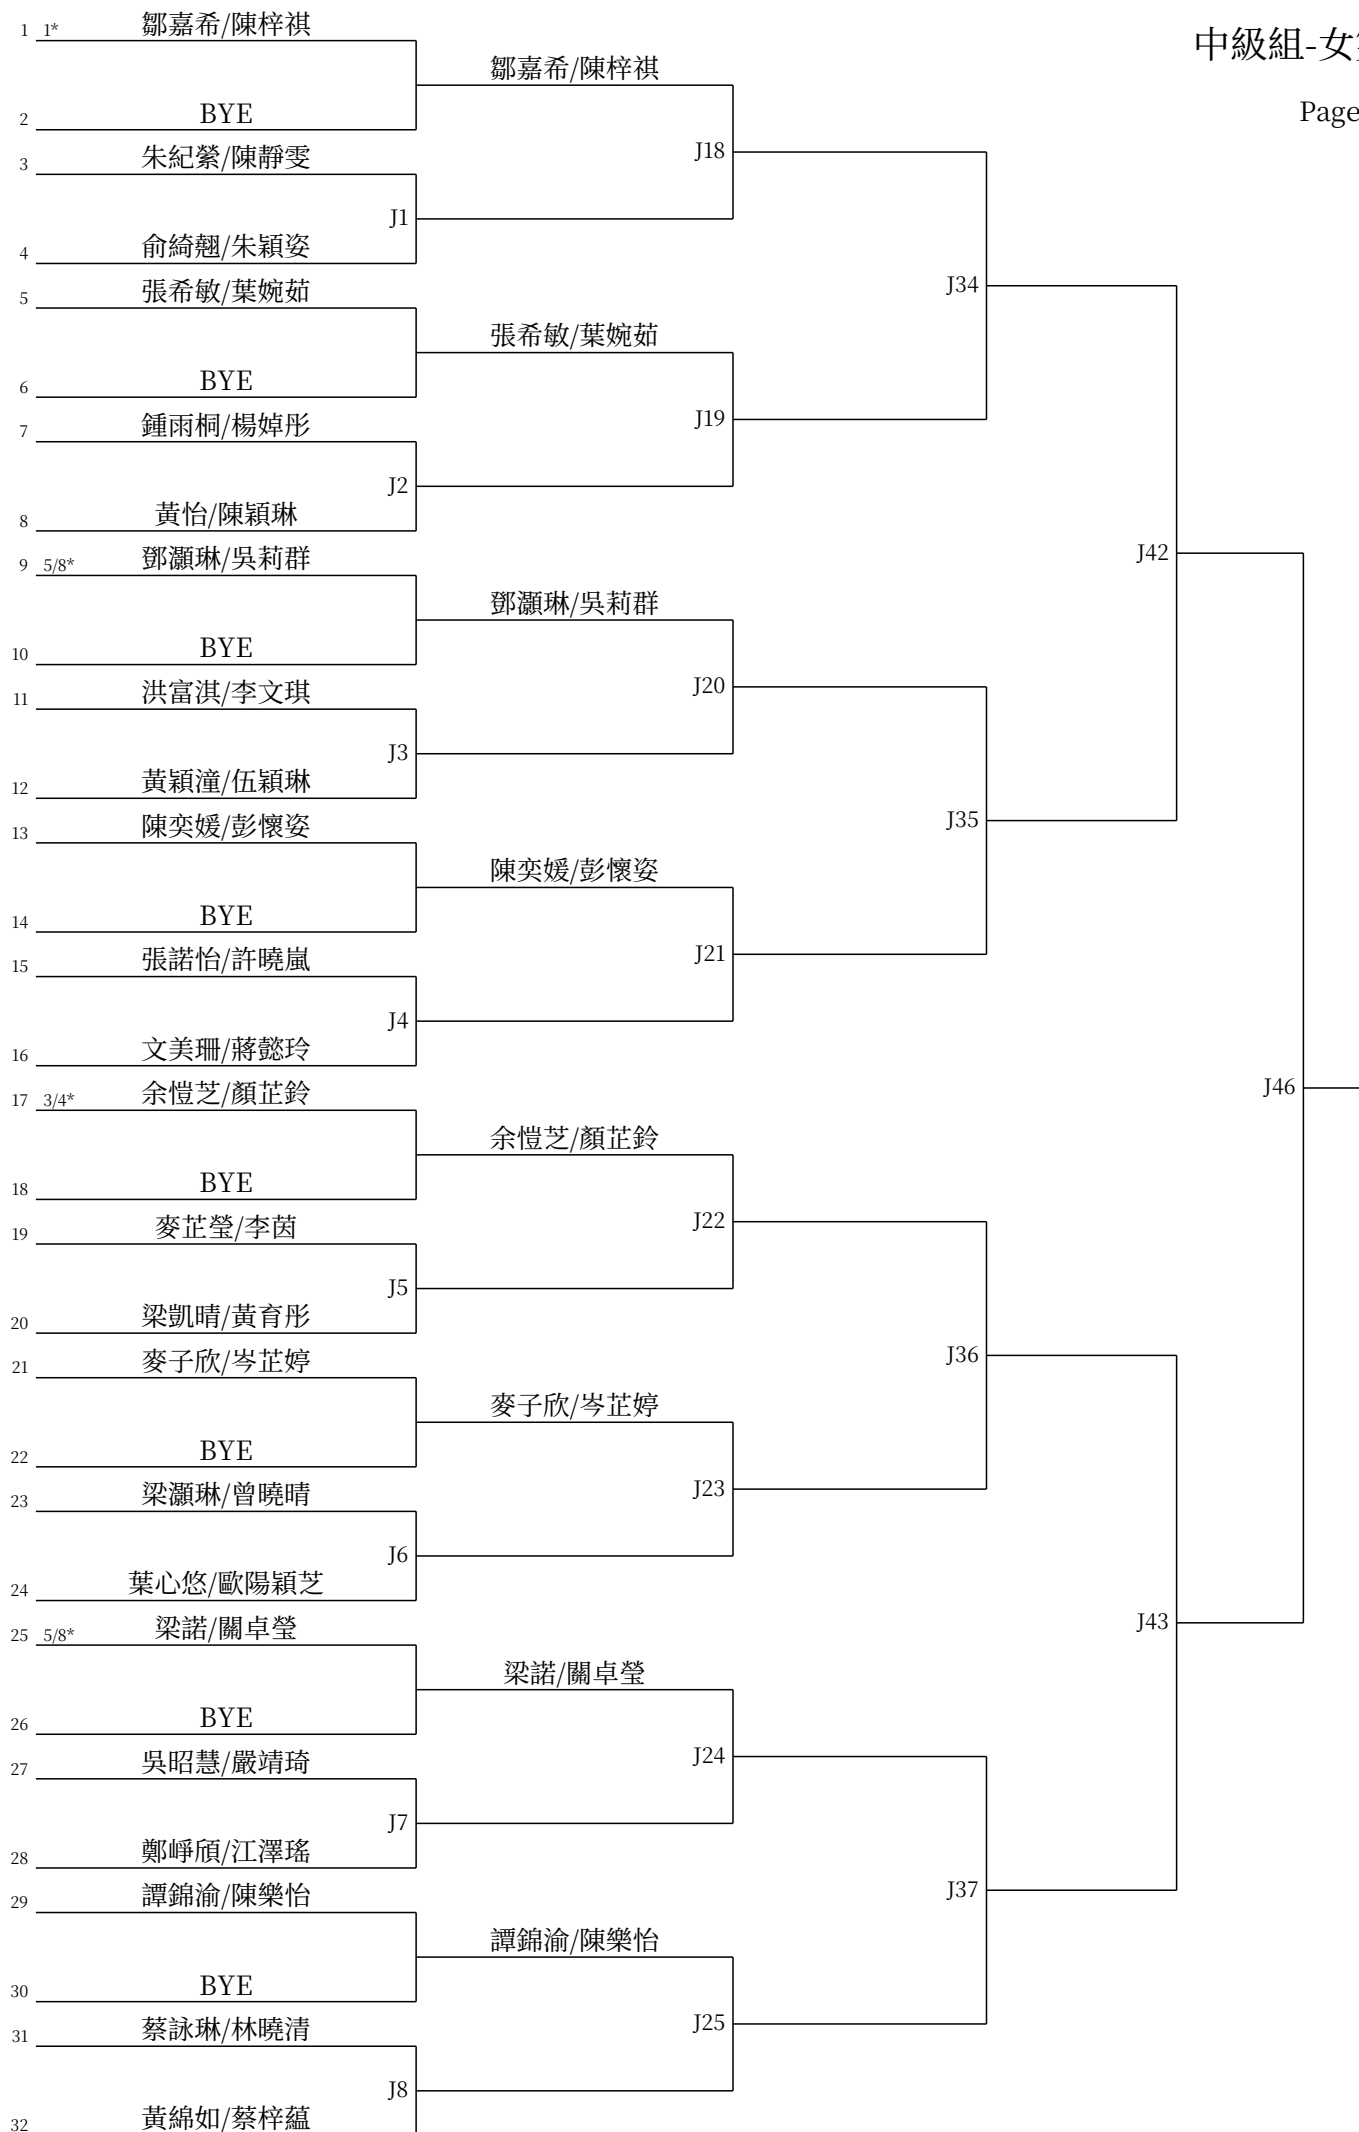 中級組-女
Page
1 1* 鄒嘉希/陳梓祺
鄒嘉希/陳梓祺
2 BYE
J18
3 朱紀縈/陳靜雯
J1
4 俞綺翹/朱穎姿
J34
5 張希敏/葉婉茹
張希敏/葉婉茹
6 BYE
J19
7 鍾雨桐/楊婥彤
J2
8 黃怡/陳穎琳
J42
9 5/8* 鄧灝琳/吳莉群
鄧灝琳/吳莉群
10 BYE
J20
11 洪富淇/李文琪
J3
12 黃穎潼/伍穎琳
J35
13 陳奕媛/彭懷姿
陳奕媛/彭懷姿
14 BYE
J21
15 張諾怡/許曉嵐
J4
16 文美珊/蔣懿玲
J46
17 3/4* 余愷芝/顏芷鈴
余愷芝/顏芷鈴
18 BYE
J22
19 麥芷瑩/李茵
J5
20 梁凱晴/黃育彤
J36
21 麥子欣/岑芷婷
麥子欣/岑芷婷
22 BYE
J23
23 梁灝琳/曾曉晴
J6
24 葉心悠/歐陽穎芝
J43
25 5/8* 梁諾/關卓瑩
梁諾/關卓瑩
26 BYE
J24
27 吳昭慧/嚴靖琦
J7
28 鄭崢頎/江澤瑤
J37
29 譚錦渝/陳樂怡
譚錦渝/陳樂怡
30 BYE
J25
31 蔡詠琳/林曉清
J8
32 黃綿如/蔡梓蘊